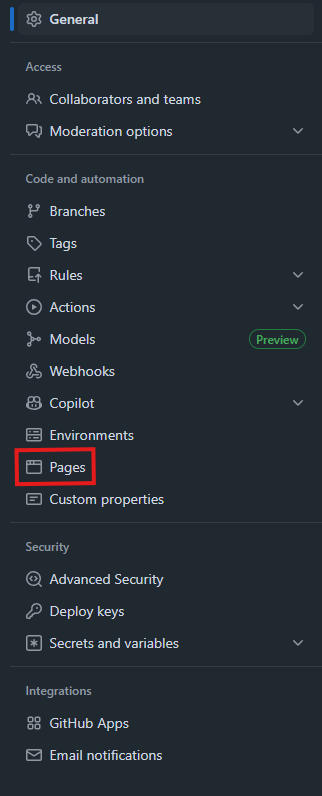 General
Access
Collaborators and teams
Moderation options
Code and automation
Branches
Tags
Rules
Actions
Models Preview
Webhooks
Copilot
Environments
Pages
Custom properties
Security
Advanced Security
Deploy keys
Secrets and variables
Integrations
GitHub Apps
Email notifications